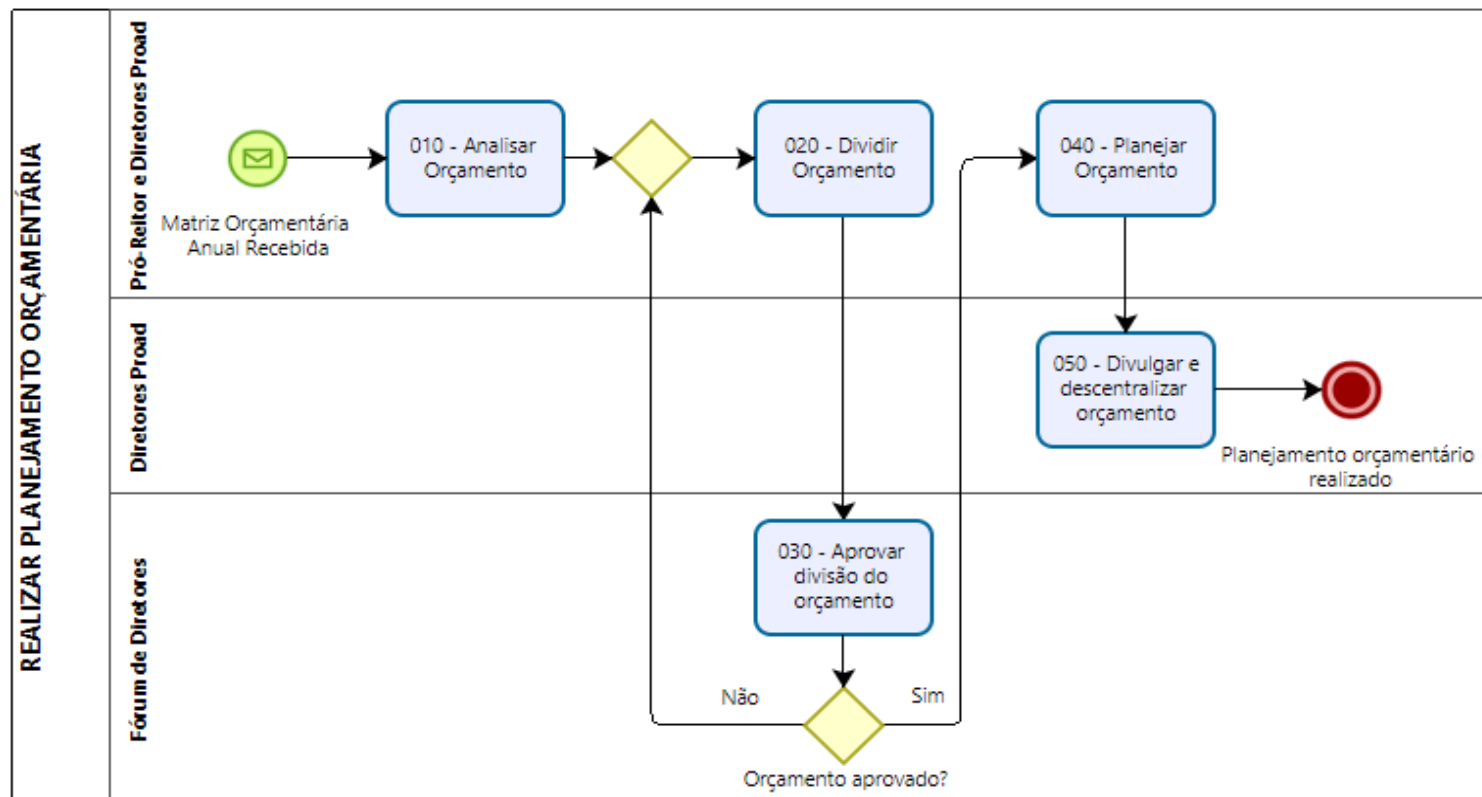 REALIZAR PLANEJAMENTO ORÇAMENTÁRIA
Pró-Reitor e Diretores Proad
Matriz Orçamentária
Anual Recebida
010 - Analisar
Orçamento
020 - Dividir
Orçamento
040 - Planejar
Orçamento
Diretores Proad
050 - Divulgar e
descentralizar
orçamento
Planejamento orçamentário
realizado
Fórum de Diretores
030 - Aprovar
divisão do
orçamento
Não
Sim
Orçamento aprovado?